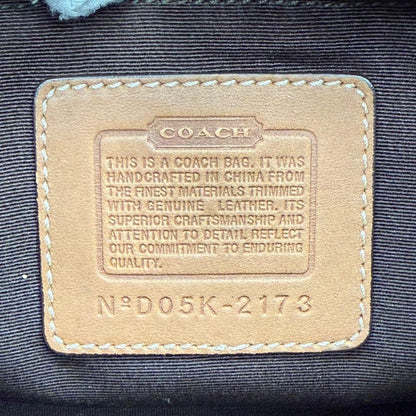 COACH
THIS IS A COACH BAG. IT WAS
HANDCRAFTED IN CHINA FROM
THE FINEST MATERIALS TRIMMED
WITH GENUINE LEATHER. ITS
SUPERIOR CRAFTSMANSHIP AND
ATTENTION TO DETAIL REFLECT
OUR COMMITMENT TO ENDURING
QUALITY.
NºD05K-2173